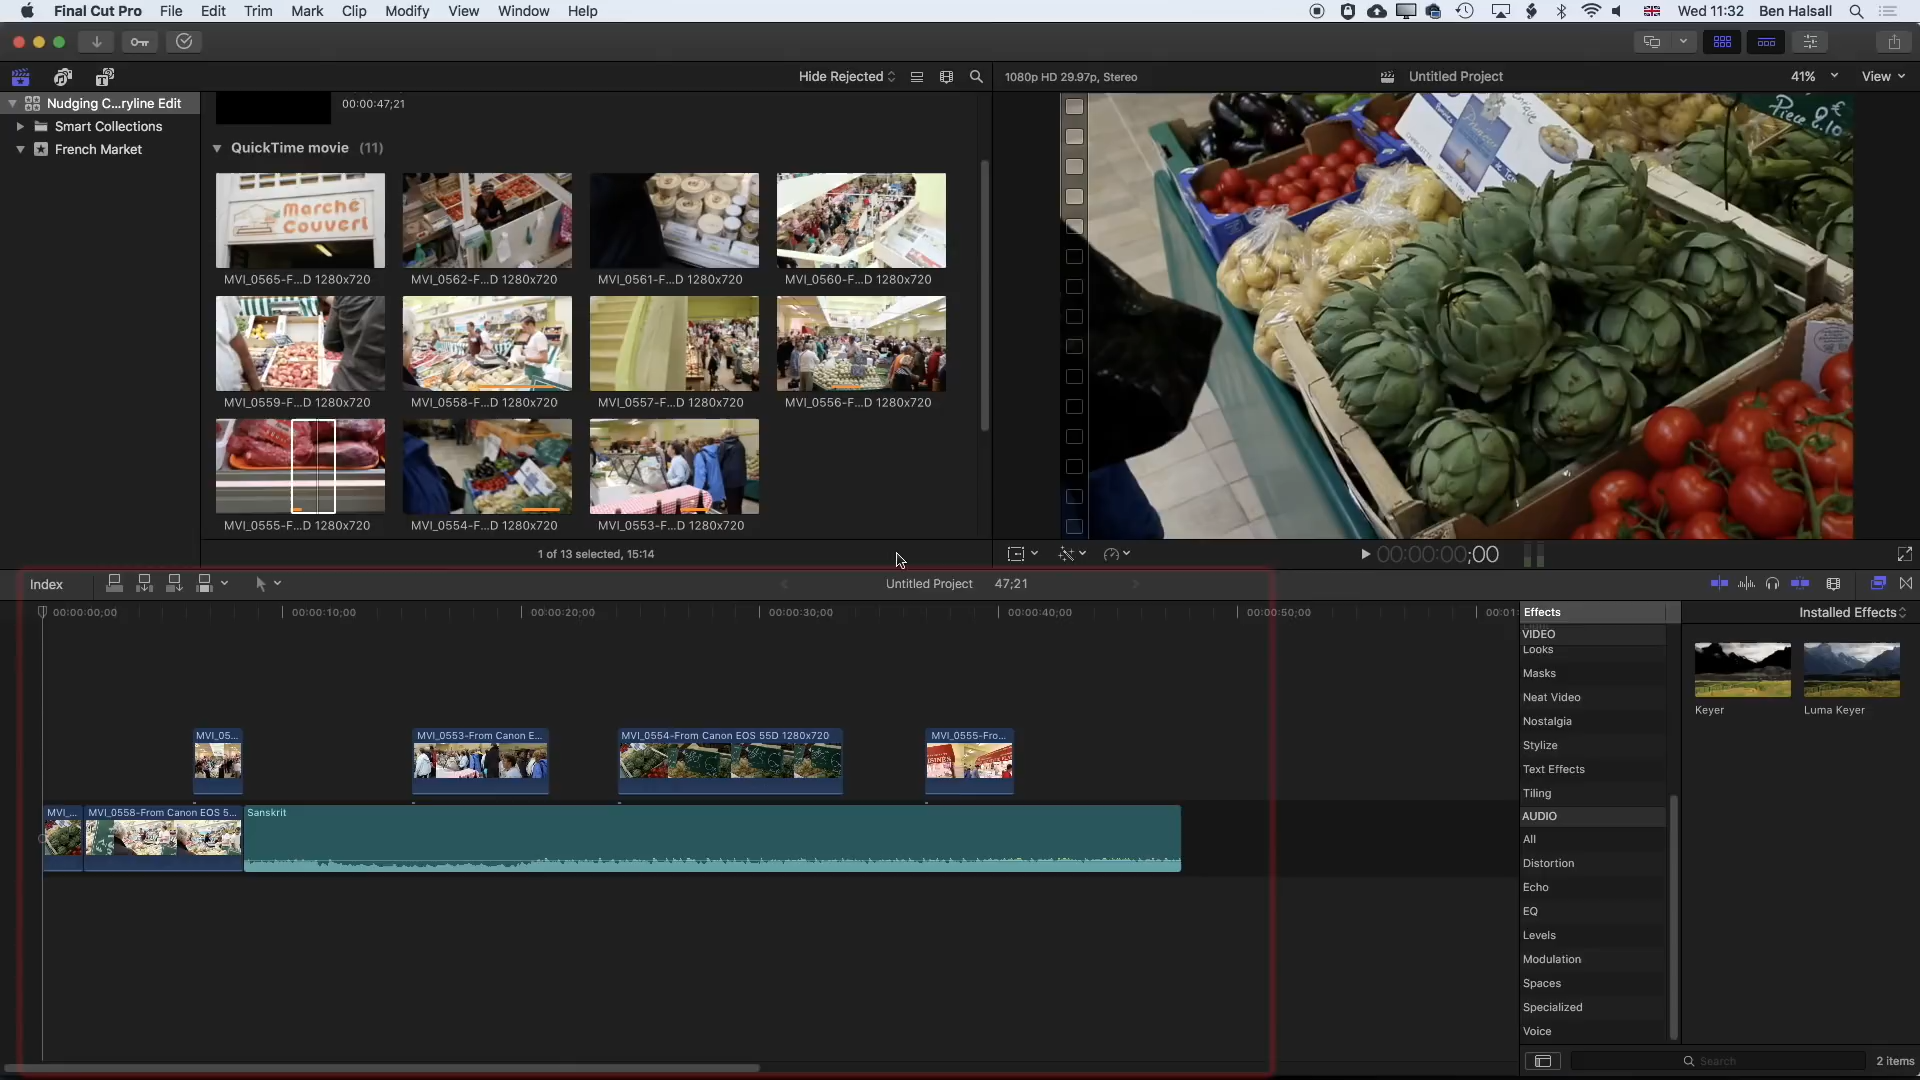 Final Cut Pro File Edit Trim Mark Clip Modify View Window Help Wed 11:32 Ben Halsall
Hide Rejected 1080p HD 29.97p, Stereo Untitled Project 41% View
Nudging C...ryline Edit
Smart Collections
French Market
00:00:47;21
QuickTime movie (11)
Marché
Couvert
MVI_0565-F...D 1280x720 MVI_0562-F...D 1280x720 MVI_0561-F...D 1280x720 MVI_0560-F...D 1280x720
MVI_0559-F...D 1280x720 MVI_0558-F...D 1280x720 MVI_0557-F...D 1280x720 MVI_0556-F...D 1280x720
MVI_0555-F...D 1280x720 MVI_0554-F...D 1280x720 MVI_0553-F...D 1280x720
1 of 13 selected, 15:14
Piece
00:00:00;00
Index Untitled Project 47;21
00:00:00;00 00:00:10;00 00:00:20;00 00:00:30;00 00:00:40;00 00:00:50;00 00:01:
MVI_05... MVI_0553-From Canon E... MVI_0554-From Canon EOS 55D 1280x720 MVI_0555-Fro...
MVI_... MVI_0558-From Canon EOS 5... Sanskrit
Effects Installed Effects
VIDEO
Looks
Masks
Neat Video
Nostalgia
Stylize
Text Effects
Tiling
AUDIO
All
Distortion
Echo
EQ
Levels
Modulation
Spaces
Specialized
Voice
Keyer Luma Keyer
Search 2 items